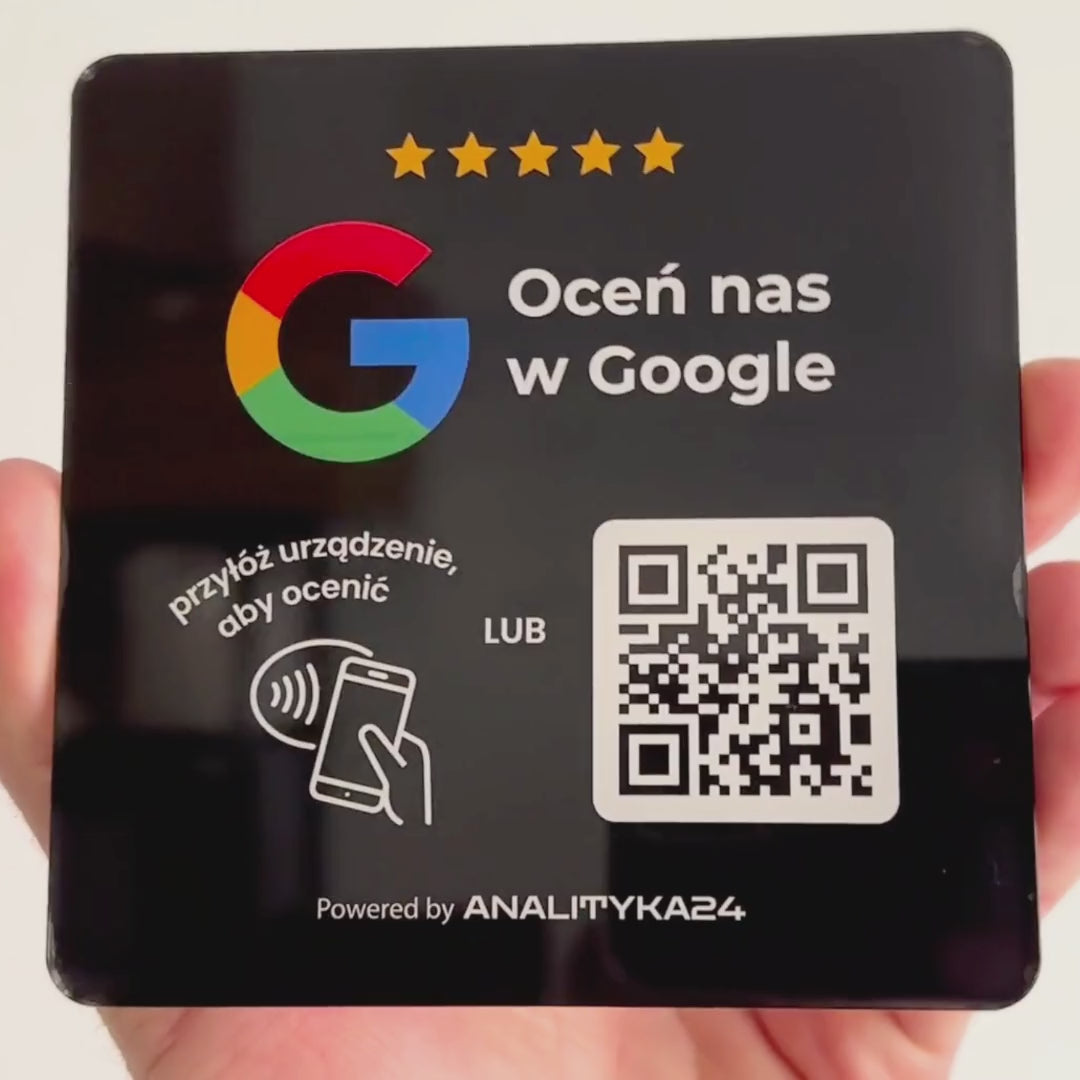 Oceń nas
w Google
przyłóż urządzenie,
aby ocenić
LUB
Powered by ANALITYKA24